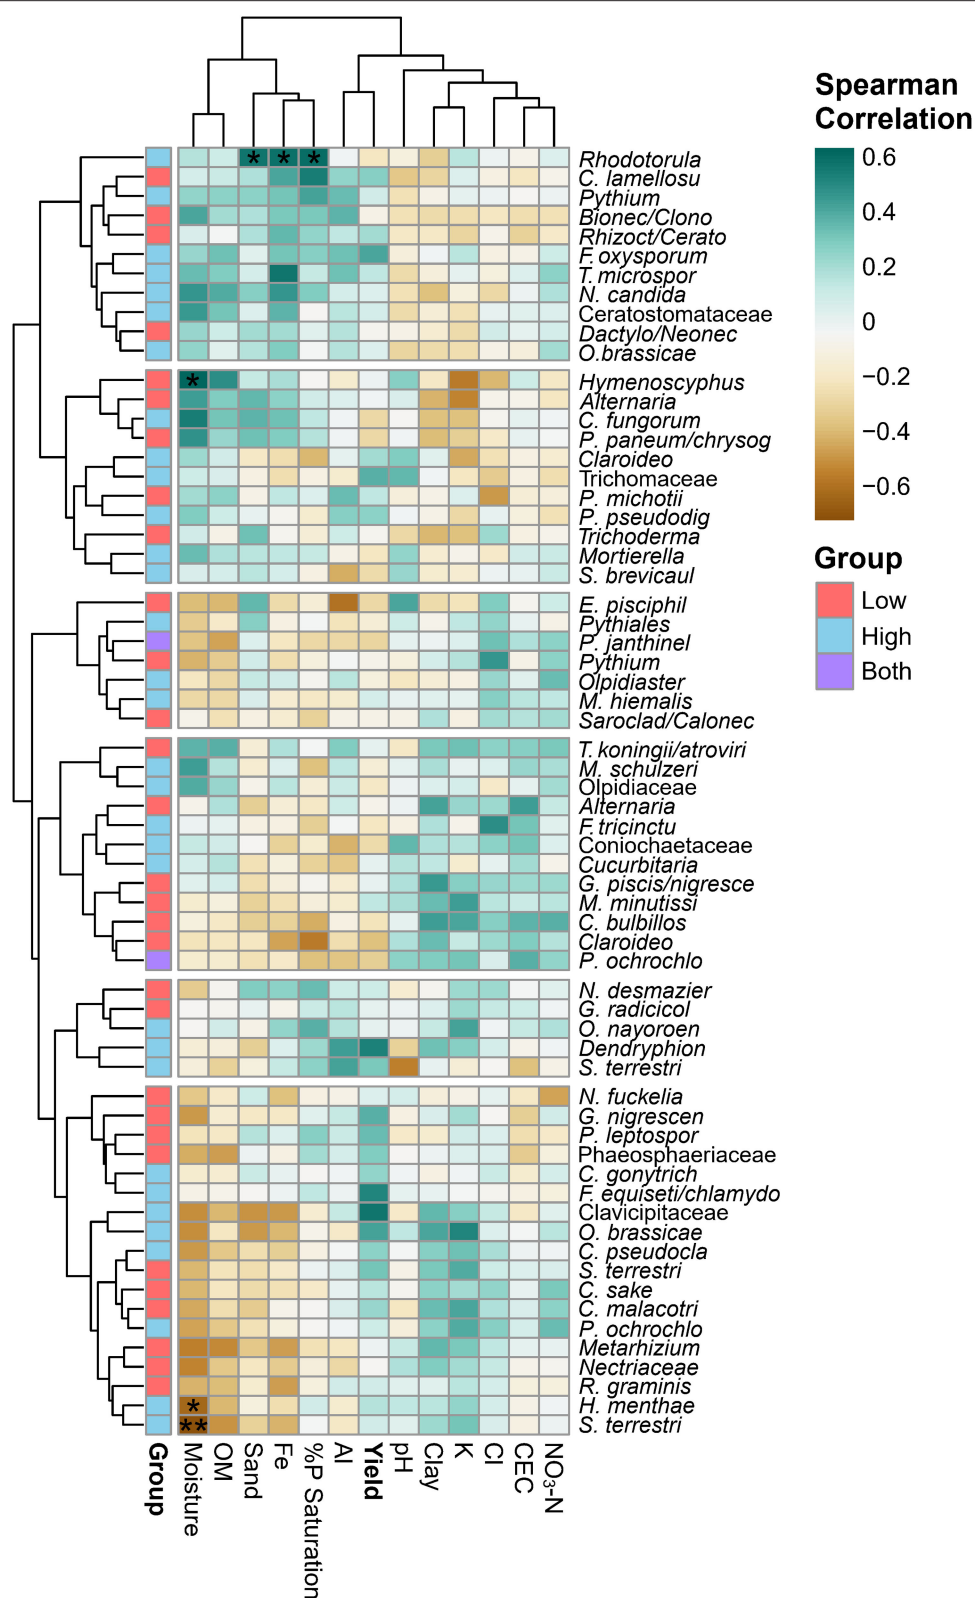 Spearman
Correlation
0.6
0.4
0.2
0
−0.2
−0.4
−0.6
Group
Low
High
Both
* * *
Rhodotorula
C. lamellosu
Pythium
Bionec/Clono
Rhizoct/Cerato
F. oxysporum
T. microspor
N. candida
Ceratostomataceae
Dactylo/Neonec
O.brassicae
*
Hymenoscyphus
Alternaria
C. fungorum
P. paneum/chrysog
Claroideo
Trichomaceae
P. michotii
P. pseudodig
Trichoderma
Mortierella
S. brevicaul
E. pisciphil
Pythiales
P. janthinel
Pythium
Olpidiaster
M. hiemalis
Saroclad/Calonec
T. koningii/atroviri
M. schulzeri
Olpidiaceae
Alternaria
F. tricinctu
Coniochaetaceae
Cucurbitaria
G. piscis/nigresce
M. minutissi
C. bulbillos
Claroideo
P. ochrochlo
N. desmazier
G. radicicol
O. nayoroen
Dendryphion
S. terrestri
N. fuckelia
G. nigrescen
P. leptospor
Phaeosphaeriaceae
C. gonytrich
F. equiseti/chlamydo
Clavicipitaceae
O. brassicae
C. pseudocla
S. terrestri
C. sake
C. malacotri
P. ochrochlo
Metarhizium
Nectriaceae
R. graminis
*
H. menthae
**
S. terrestri
Group
Moisture
OM
Sand
Fe
%P Saturation
Al
Yield
pH
Clay
K
Cl
CEC
NO₃-N